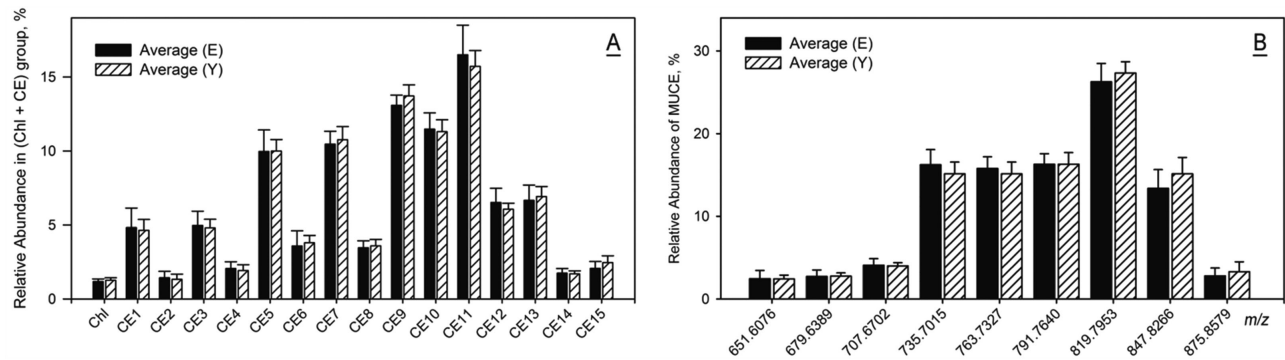 Relative Abundance in (Chl + CE) group, %
15
10
5
0
Average (E)
Average (Y)
A
Chl
CE1
CE2
CE3
CE4
CE5
CE6
CE7
CE8
CE9
CE10
CE11
CE12
CE13
CE14
CE15
Relative Abundance of MUCE, %
30
20
10
0
Average (E)
Average (Y)
B
651.6076
679.6389
707.6702
735.7015
763.7327
791.7640
819.7953
847.8266
875.8579
m/z